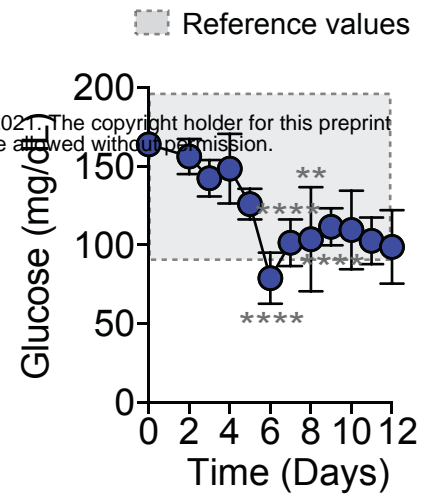 Reference values
200
021. The copyright holder for this preprint
e allowed without permission.
150
**
****
100
****
50
****
0
0 2 4 6 8 10 12
Glucose (mg/dL)
Time (Days)